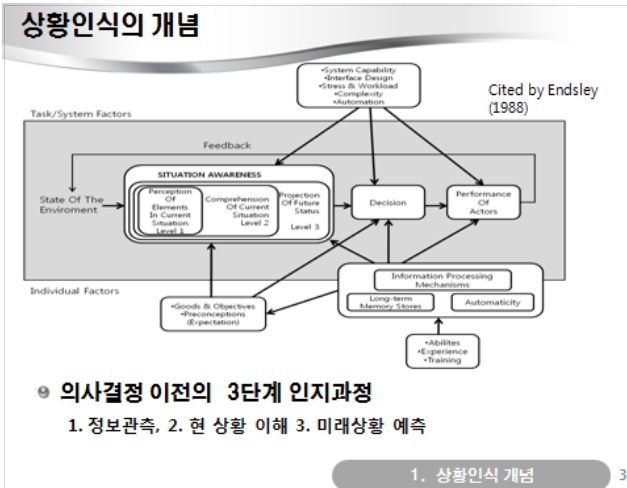 상황인식의 개념
•System Capability
•Interface Design
•Stress & Workload
•Complexity
•Automation
Cited by Endsley
(1988)
Task/System Factors
Feedback
SITUATION AWARENESS
State Of The
Enviroment
Perception
Of
Elements
In Current
Situation
Level 1
Comprehension
Of Current
Situation
Level 2
Projection
Of Future
Status
Level 3
Decision
Performance
Of
Actors
Individual Factors
•Goods & Objectives
•Preconceptions
(Expectation)
Information Processing
Mechanisms
Long-term
Memory Stores
Automaticity
•Abilites
•Experience
•Training
의사결정 이전의 3단계 인지과정
1. 정보관측, 2. 현 상황 이해 3. 미래상황 예측
1. 상황인식 개념
3